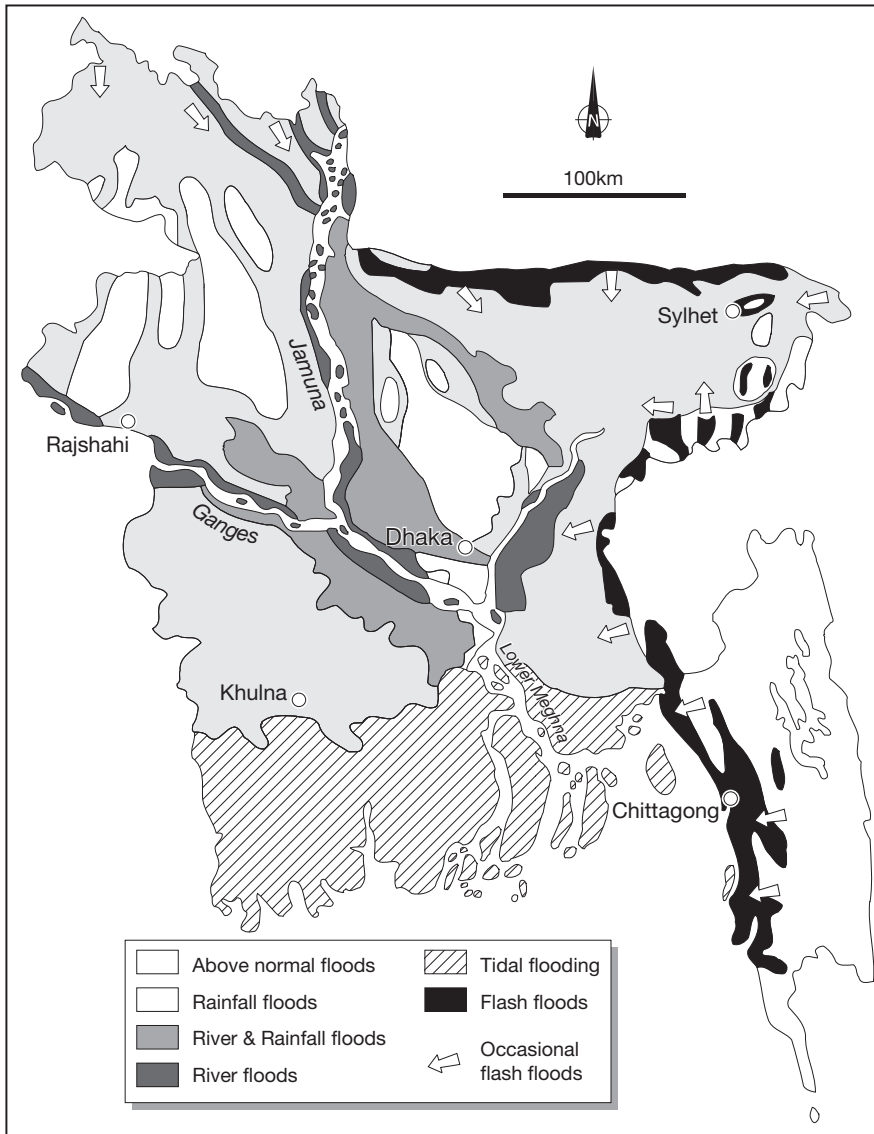 N
100km
Sylhet
Jamuna
Rajshahi
Ganges
Dhaka
Khulna
Lower Meghna
Chittagong
Above normal floods
Rainfall floods
River & Rainfall floods
River floods
Tidal flooding
Flash floods
Occasional
flash floods